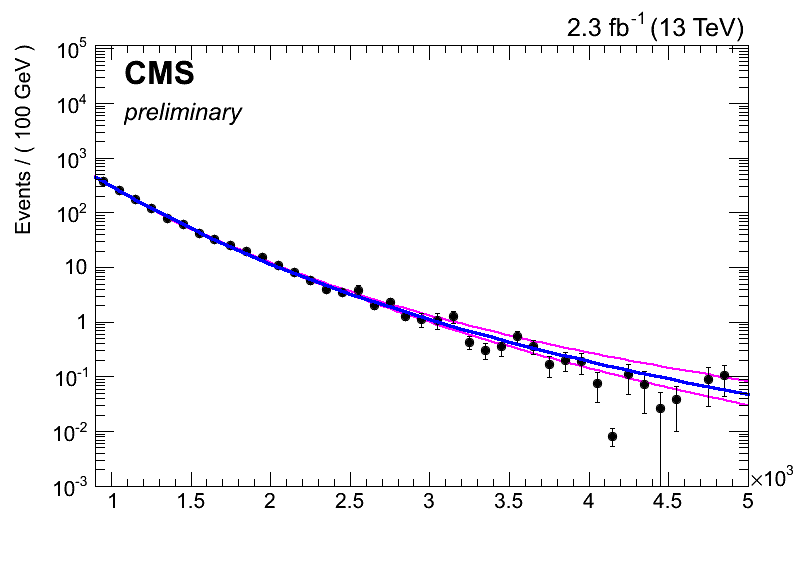 2.3 fb⁻¹ (13 TeV)
CMS
preliminary
Events / ( 100 GeV )
10⁵
10⁴
10³
10²
10
1
10⁻¹
10⁻²
10⁻³
1 1.5 2 2.5 3 3.5 4 4.5 5
×10³